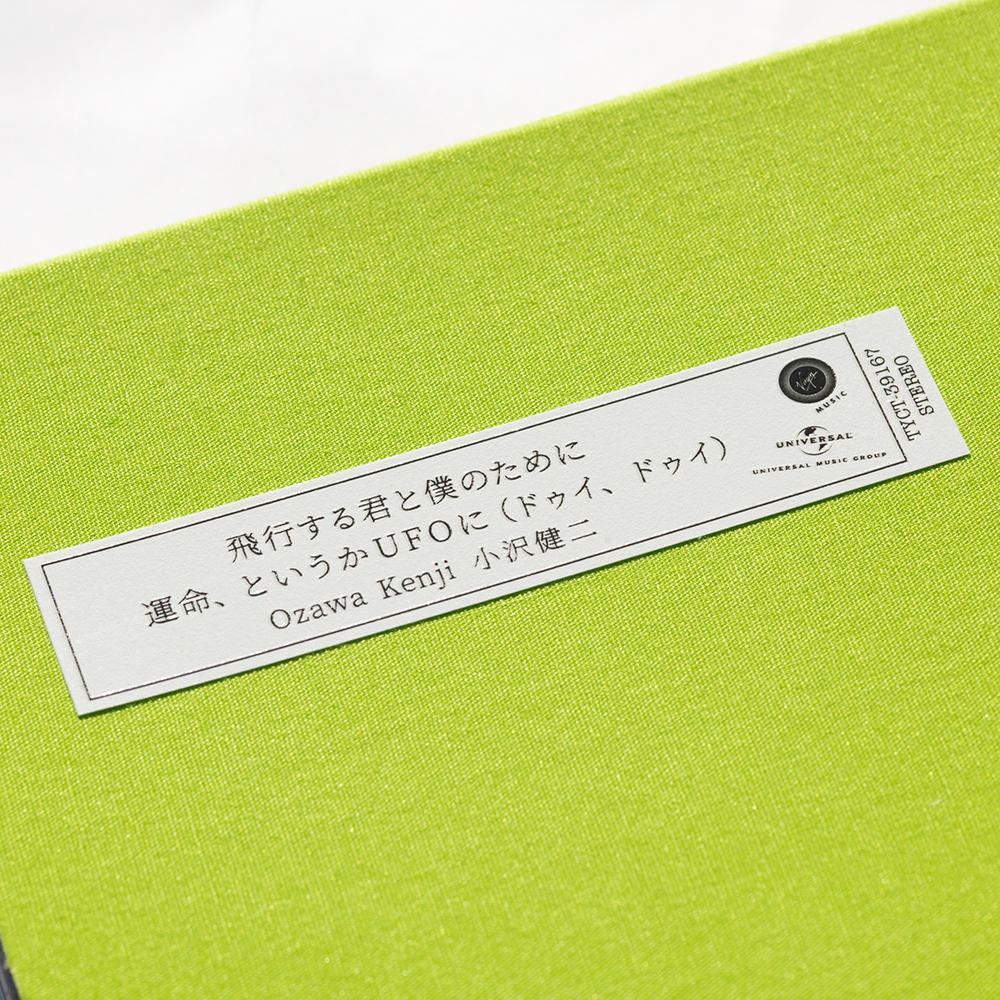 飛行する君と僕のために
運命、というかUFOに（ドゥイ、ドゥイ）
Ozawa Kenji 小沢健二
Virgin
MUSIC
UNIVERSAL
UNIVERSAL MUSIC GROUP
TYCT-39167
STEREO